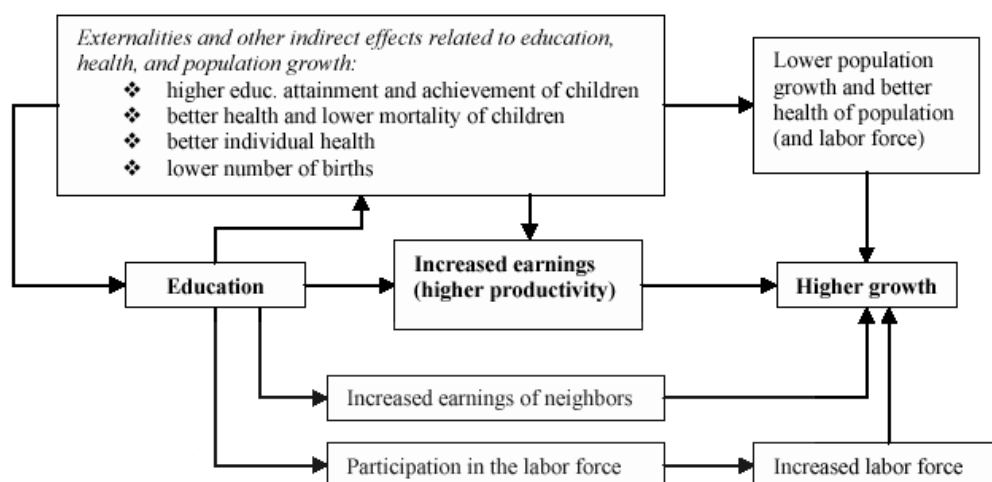 Externalities and other indirect effects related to education,
health, and population growth:
❖ higher educ. attainment and achievement of children
❖ better health and lower mortality of children
❖ better individual health
❖ lower number of births
Lower population
growth and better
health of population
(and labor force)
Education
Increased earnings
(higher productivity)
Higher growth
Increased earnings of neighbors
Participation in the labor force
Increased labor force